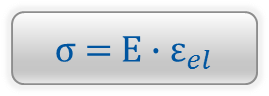 σ = E · ε_el